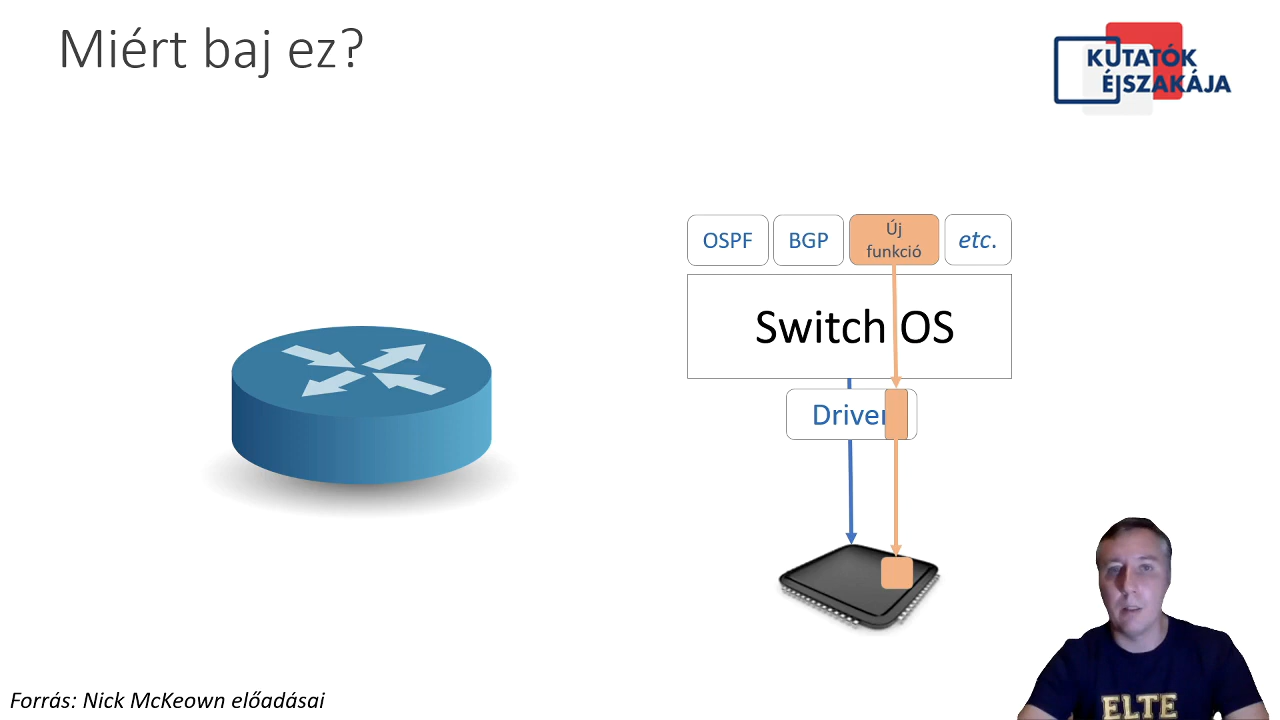 Miért baj ez?
KUTATÓK
ÉJSZAKÁJA
OSPF
BGP
Új
funkció
etc.
Switch OS
Driver
Forrás: Nick McKeown előadásai
ELTE